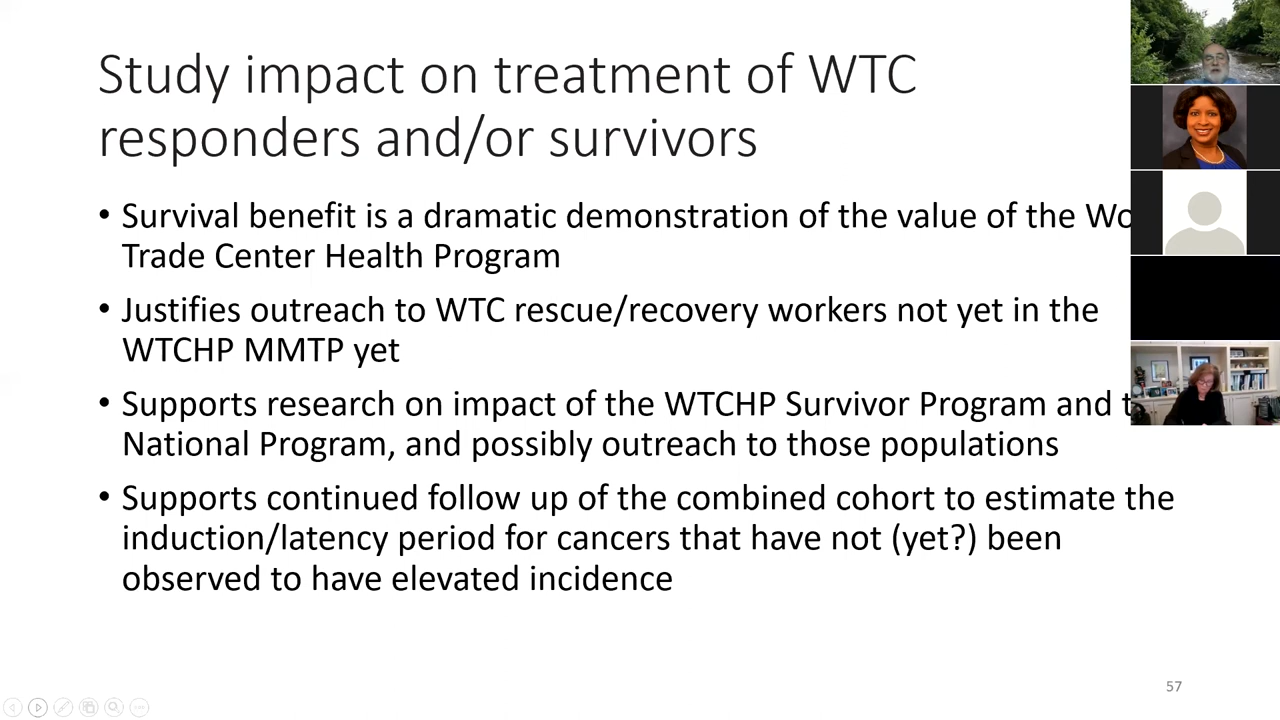 Study impact on treatment of WTC
responders and/or survivors
• Survival benefit is a dramatic demonstration of the value of the
Trade Center Health Program
• Justifies outreach to WTC rescue/recovery workers not yet in the
WTCHP MMTP yet
• Supports research on impact of the WTCHP Survivor Program and
National Program, and possibly outreach to those populations
• Supports continued follow up of the combined cohort to estimate the
induction/latency period for cancers that have not (yet?) been
observed to have elevated incidence
57